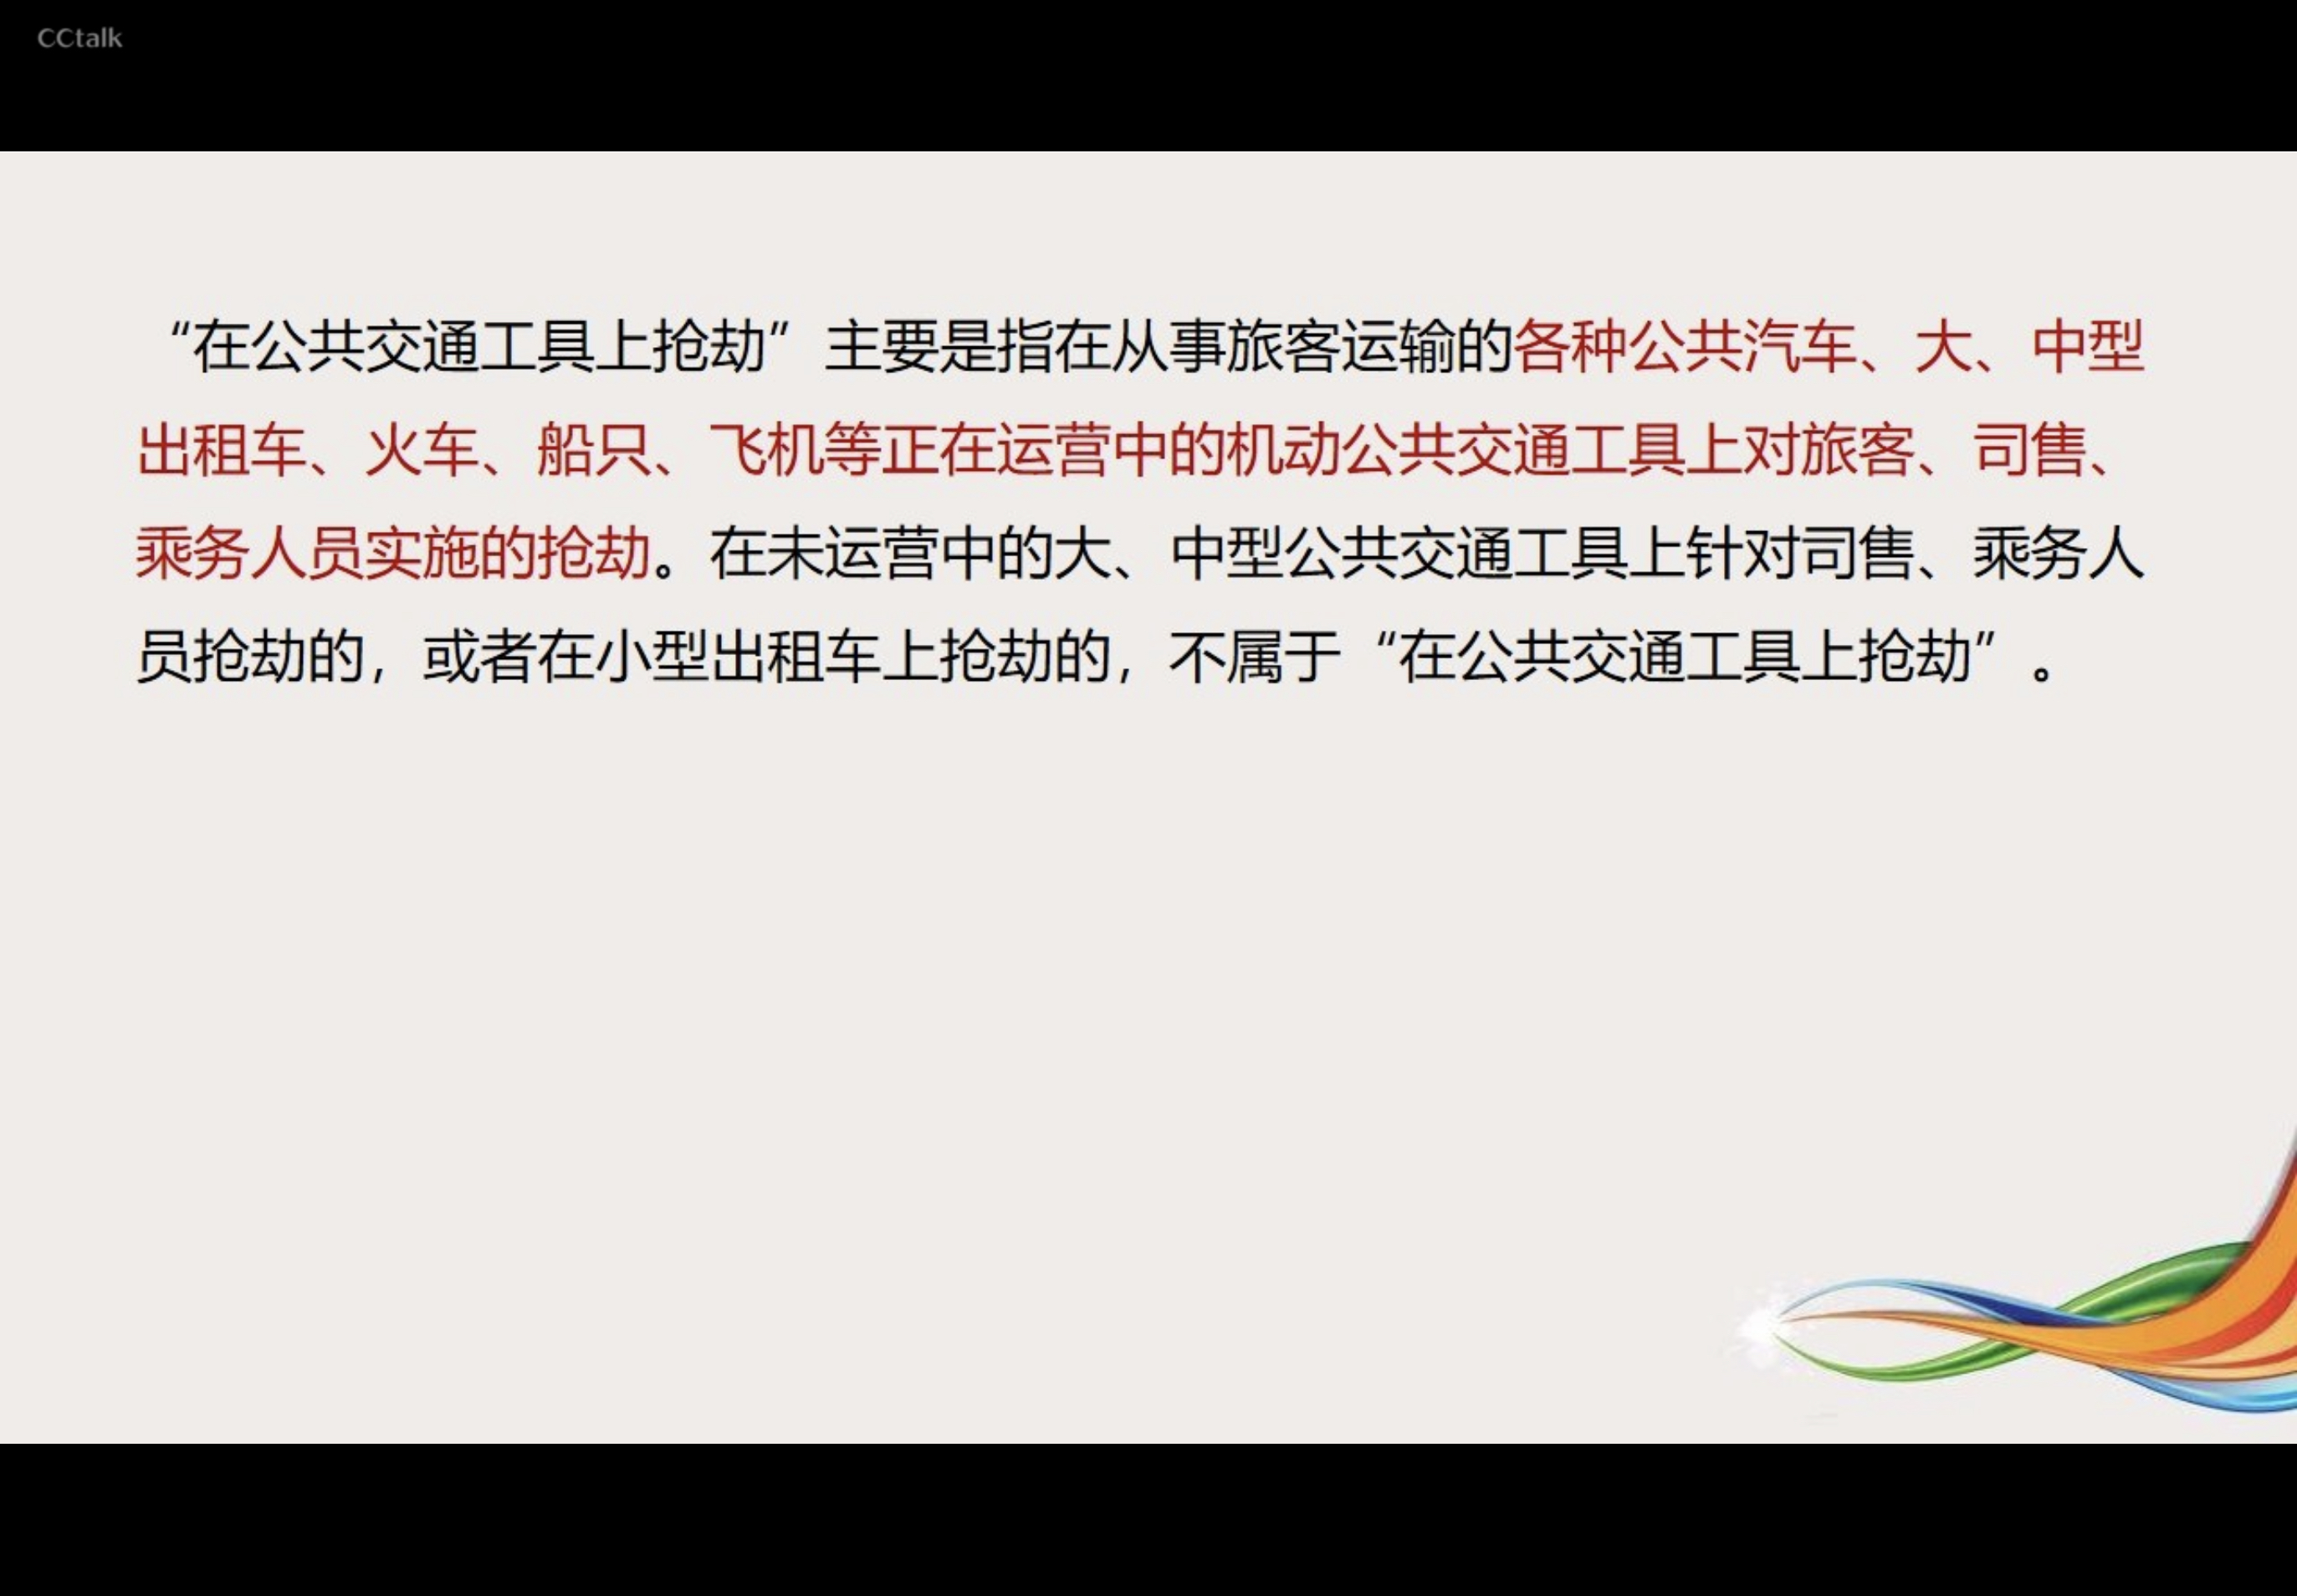 CCtalk
“在公共交通工具上抢劫”主要是指在从事旅客运输的各种公共汽车、大、中型
出租车、火车、船只、飞机等正在运营中的机动公共交通工具上对旅客、司售、
乘务人员实施的抢劫。在未运营中的大、中型公共交通工具上针对司售、乘务人
员抢劫的，或者在小型出租车上抢劫的，不属于“在公共交通工具上抢劫”。